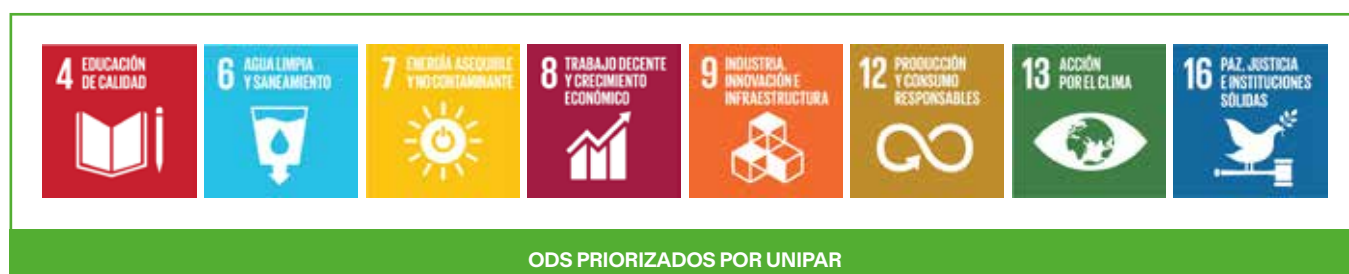 4 EDUCACIÓN
DE CALIDAD
6 AGUA LIMPIA
Y SANEAMIENTO
7 ENERGÍA ASEQUIBLE
Y NO CONTAMINANTE
8 TRABAJO DECENTE
Y CRECIMIENTO
ECONÓMICO
9 INDUSTRIA,
INNOVACIÓN E
INFRAESTRUCTURA
12 PRODUCCIÓN
Y CONSUMO
RESPONSABLES
13 ACCIÓN
POR EL CLIMA
16 PAZ, JUSTICIA
E INSTITUCIONES
SÓLIDAS
ODS PRIORIZADOS POR UNIPAR